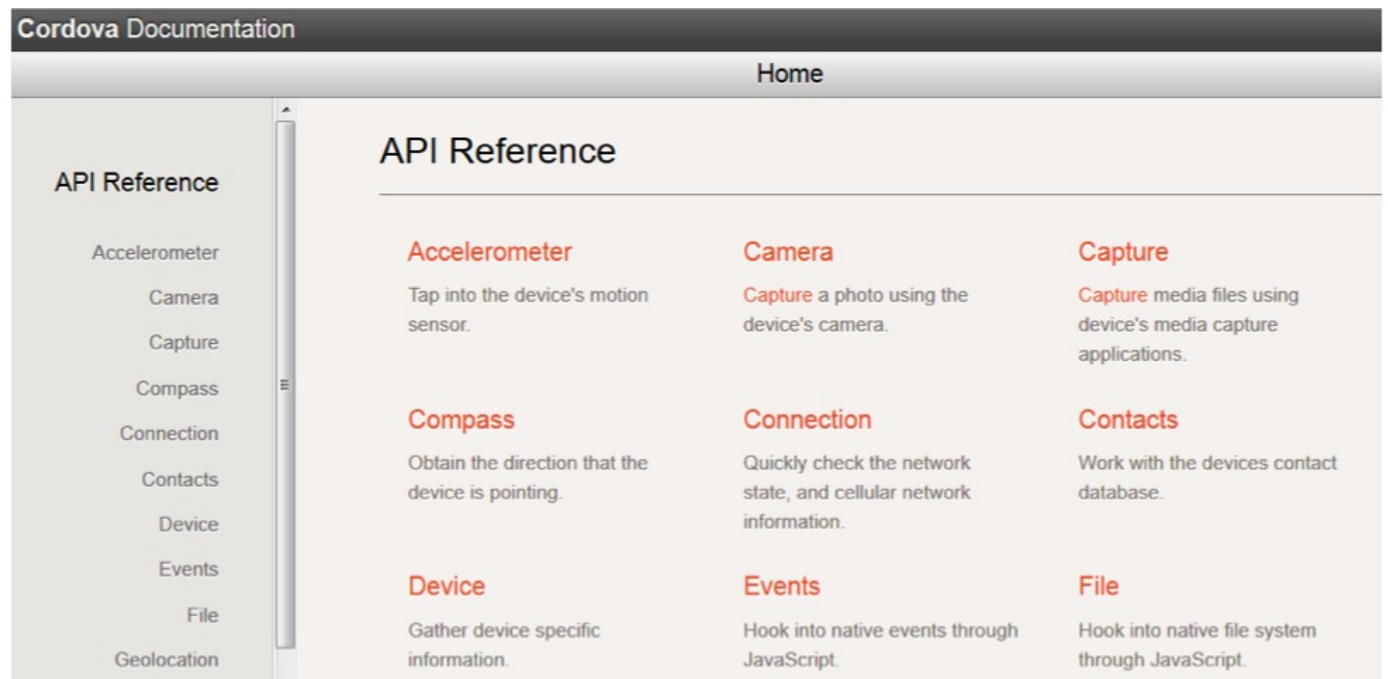 Cordova Documentation
Home
API Reference
Accelerometer
Camera
Capture
Compass
Connection
Contacts
Device
Events
File
Geolocation
API Reference
Accelerometer
Tap into the device's motion
sensor.
Camera
Capture a photo using the
device's camera.
Capture
Capture media files using
device's media capture
applications.
Compass
Obtain the direction that the
device is pointing.
Connection
Quickly check the network
state, and cellular network
information.
Contacts
Work with the devices contact
database.
Device
Gather device specific
information.
Events
Hook into native events through
JavaScript.
File
Hook into native file system
through JavaScript.